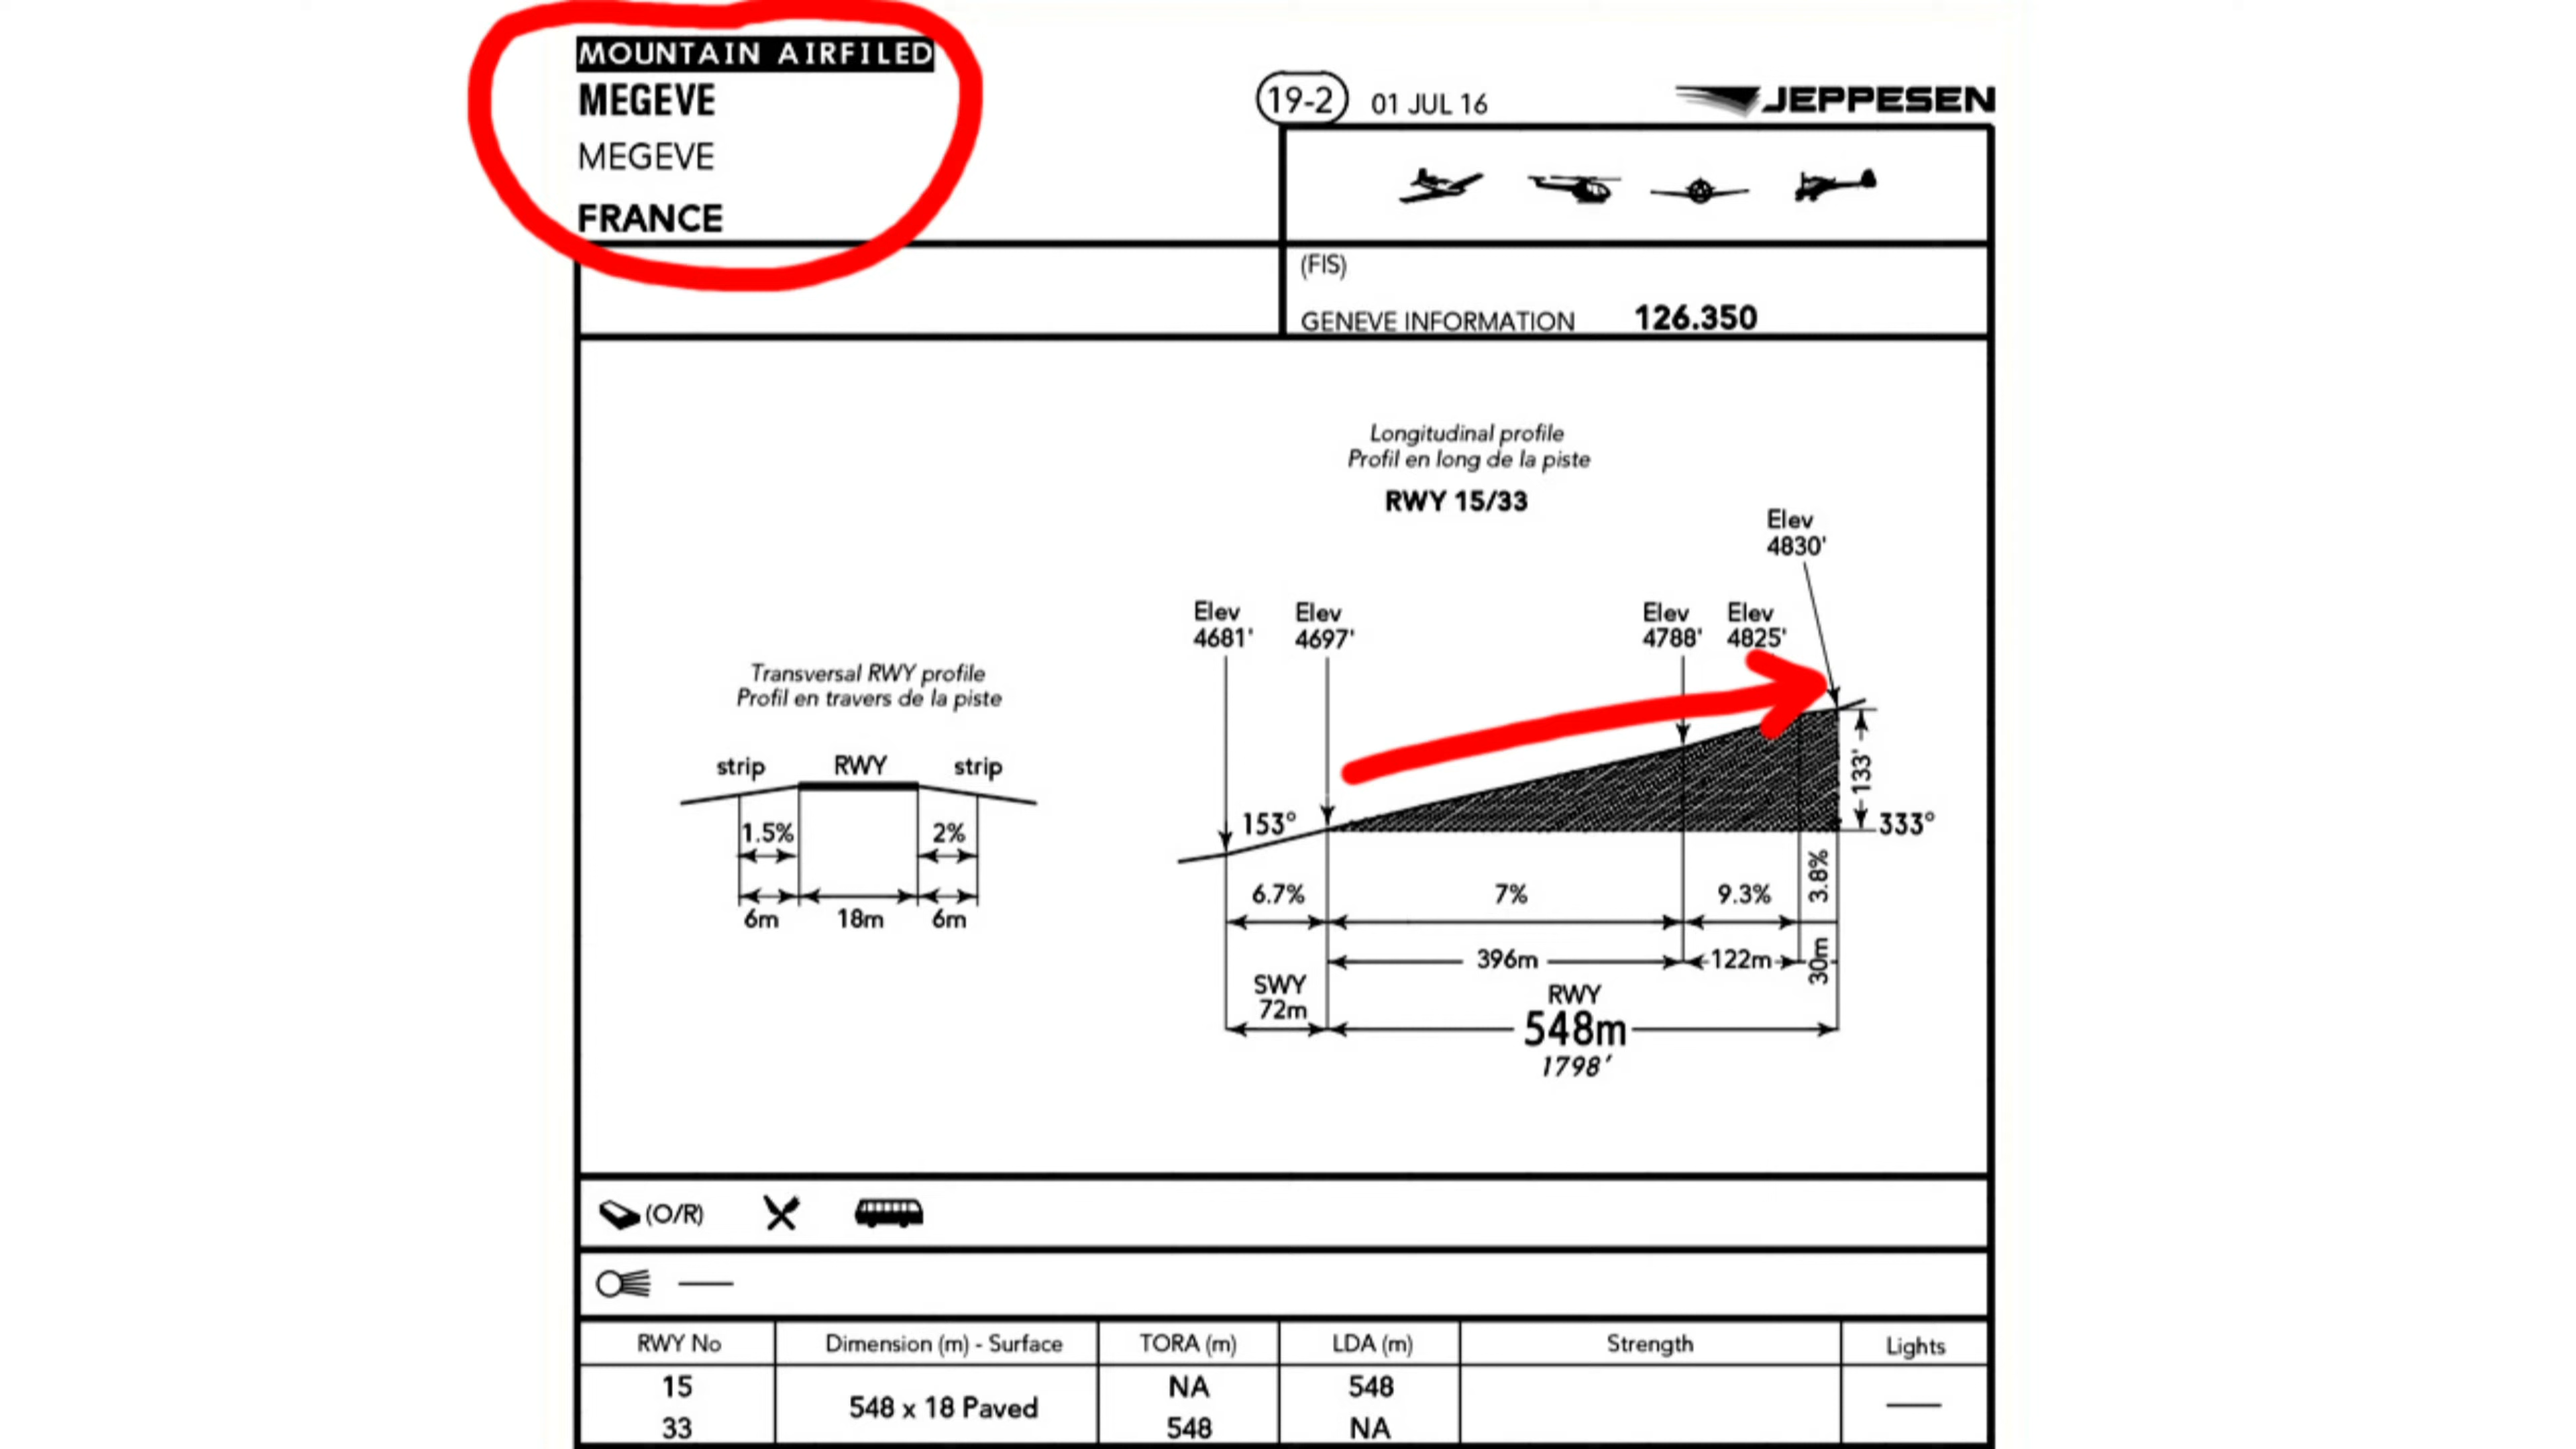 MOUNTAIN AIRFILED
MEGEVE
MEGEVE
FRANCE
19-2 01 JUL 16 JEPPESEN
(FIS)
GENEVE INFORMATION 126.350
Longitudinal profile
Profil en long de la piste
RWY 15/33
Elev
4830'
Elev Elev Elev Elev
4681' 4697' 4788' 4825'
Transversal RWY profile
Profil en travers de la piste
strip RWY strip
1.5% 2%
6m 18m 6m
153° 133' 333°
6.7% 7% 9.3% 3.8%
396m 122m 30m
SWY
72m
RWY
548m
1798'
(O/R)
RWY No Dimension (m) - Surface TORA (m) LDA (m) Strength Lights
15 NA 548
548 x 18 Paved
33 548 NA